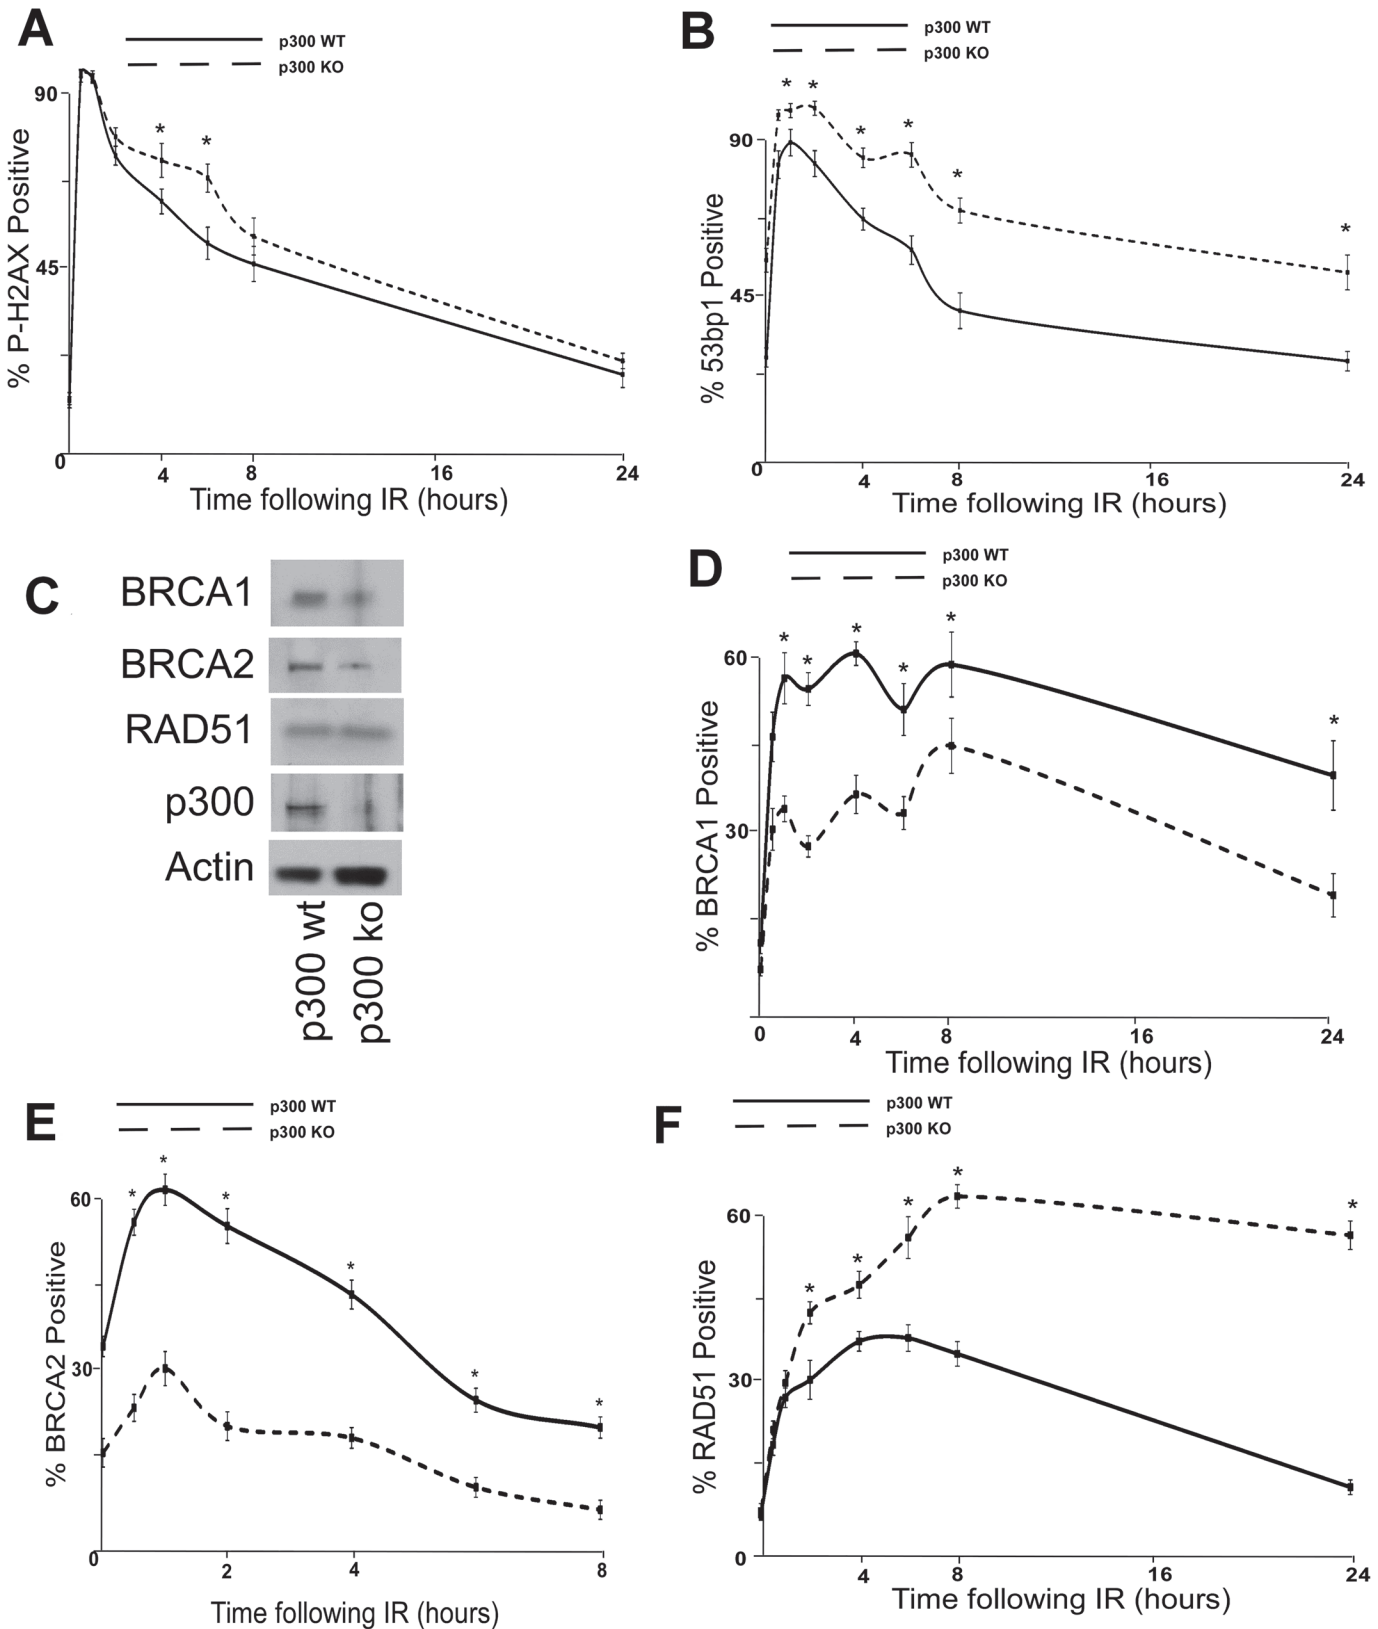 A
p300 WT
p300 KO
*
*
90
45
0
4
8
16
24
% P-H2AX Positive
Time following IR (hours)
B
p300 WT
p300 KO
*
*
*
*
*
*
90
45
0
4
8
16
24
% 53bp1 Positive
Time following IR (hours)
C
BRCA1
BRCA2
RAD51
p300
Actin
p300 wt
p300 ko
D
p300 WT
p300 KO
*
*
*
*
*
*
60
30
0
4
8
16
24
% BRCA1 Positive
Time following IR (hours)
E
p300 WT
p300 KO
*
*
*
*
*
*
60
30
0
2
4
8
% BRCA2 Positive
Time following IR (hours)
F
p300 WT
p300 KO
*
*
*
*
*
60
30
0
4
8
16
24
% RAD51 Positive
Time following IR (hours)